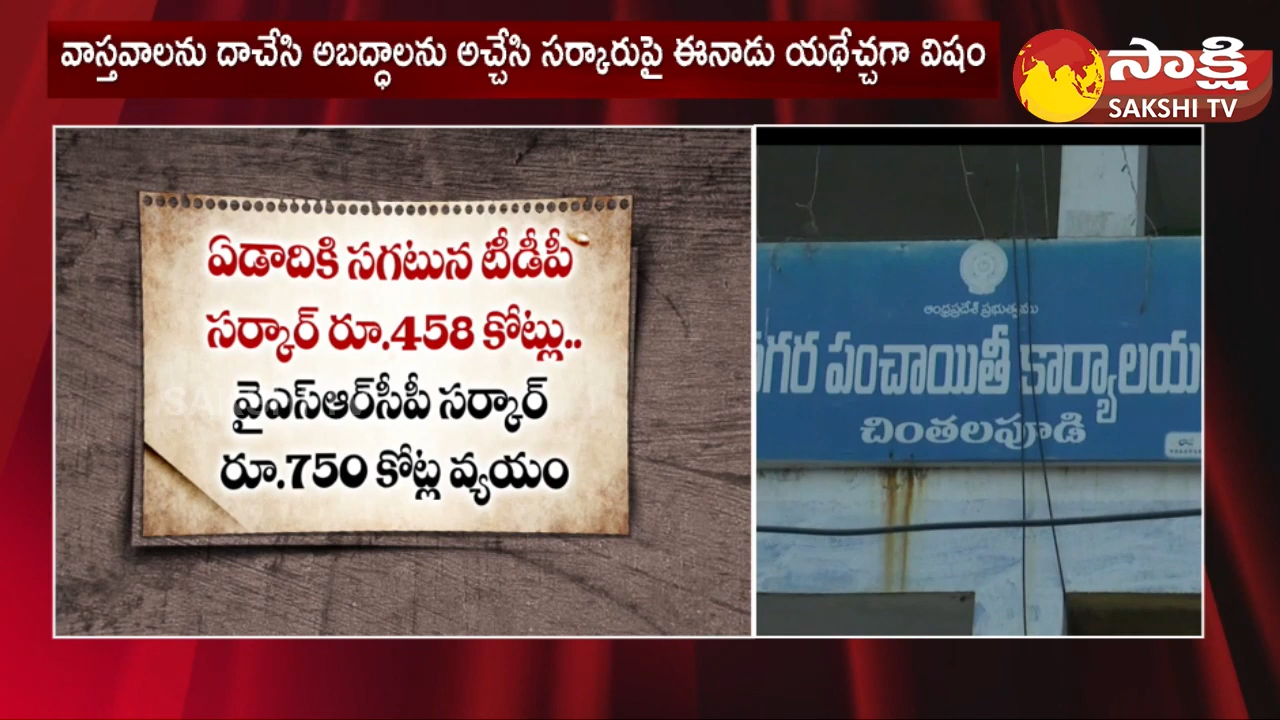 వాస్తవాలను దాచేసి అబద్ధాలను అచ్చేసి సర్కారుపై ఈనాడు యథేచ్ఛగా విషం
సాక్షి
SAKSHI TV
ఏడాదికి సగటున టీడీపీ
సర్కార్ రూ.458 కోట్లు..
వైఎస్ఆర్‌సీపీ సర్కార్
రూ.750 కోట్ల వ్యయం
ఆంధ్రప్రదేశ్ ప్రభుత్వము
నగర పంచాయితీ కార్యాలయ
చింతలపూడి